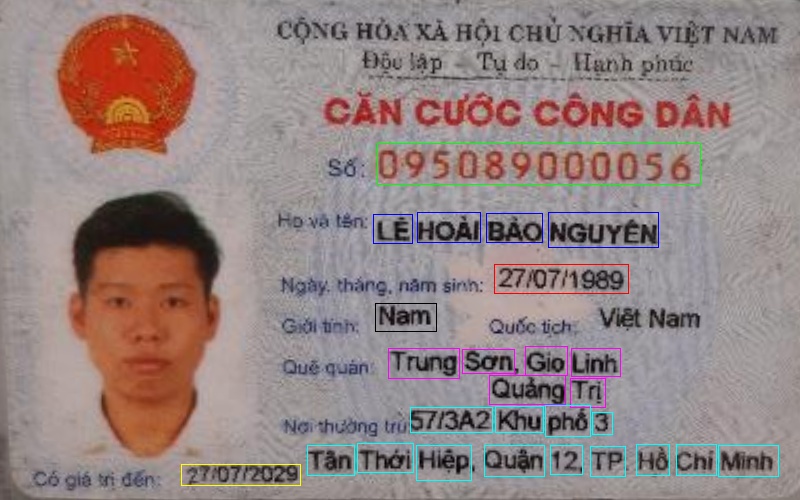 CỘNG HÒA XÃ HỘI CHỦ NGHĨA VIỆT NAM
Độc lập - Tự do - Hạnh phúc
CĂN CƯỚC CÔNG DÂN
Số: 095089000056
Họ và tên: LÊ HOÀI BẢO NGUYÊN
Ngày, tháng, năm sinh: 27/07/1989
Giới tính: Nam Quốc tịch: Việt Nam
Quê quán: Trung Sơn, Gio Linh
Quảng Trị
Nơi thường trú: 57/3A2 Khu phố 3
Tân Thới Hiệp, Quận 12, TP. Hồ Chí Minh
Có giá trị đến: 27/07/2029